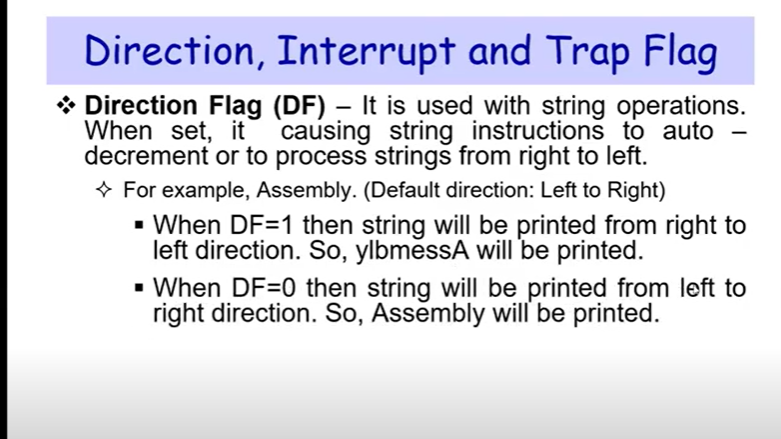 Direction, Interrupt and Trap Flag
❖ Direction Flag (DF) – It is used with string operations.
When set, it causing string instructions to auto –
decrement or to process strings from right to left.
✧ For example, Assembly. (Default direction: Left to Right)
▪ When DF=1 then string will be printed from right to
left direction. So, ylbmessA will be printed.
▪ When DF=0 then string will be printed from left to
right direction. So, Assembly will be printed.